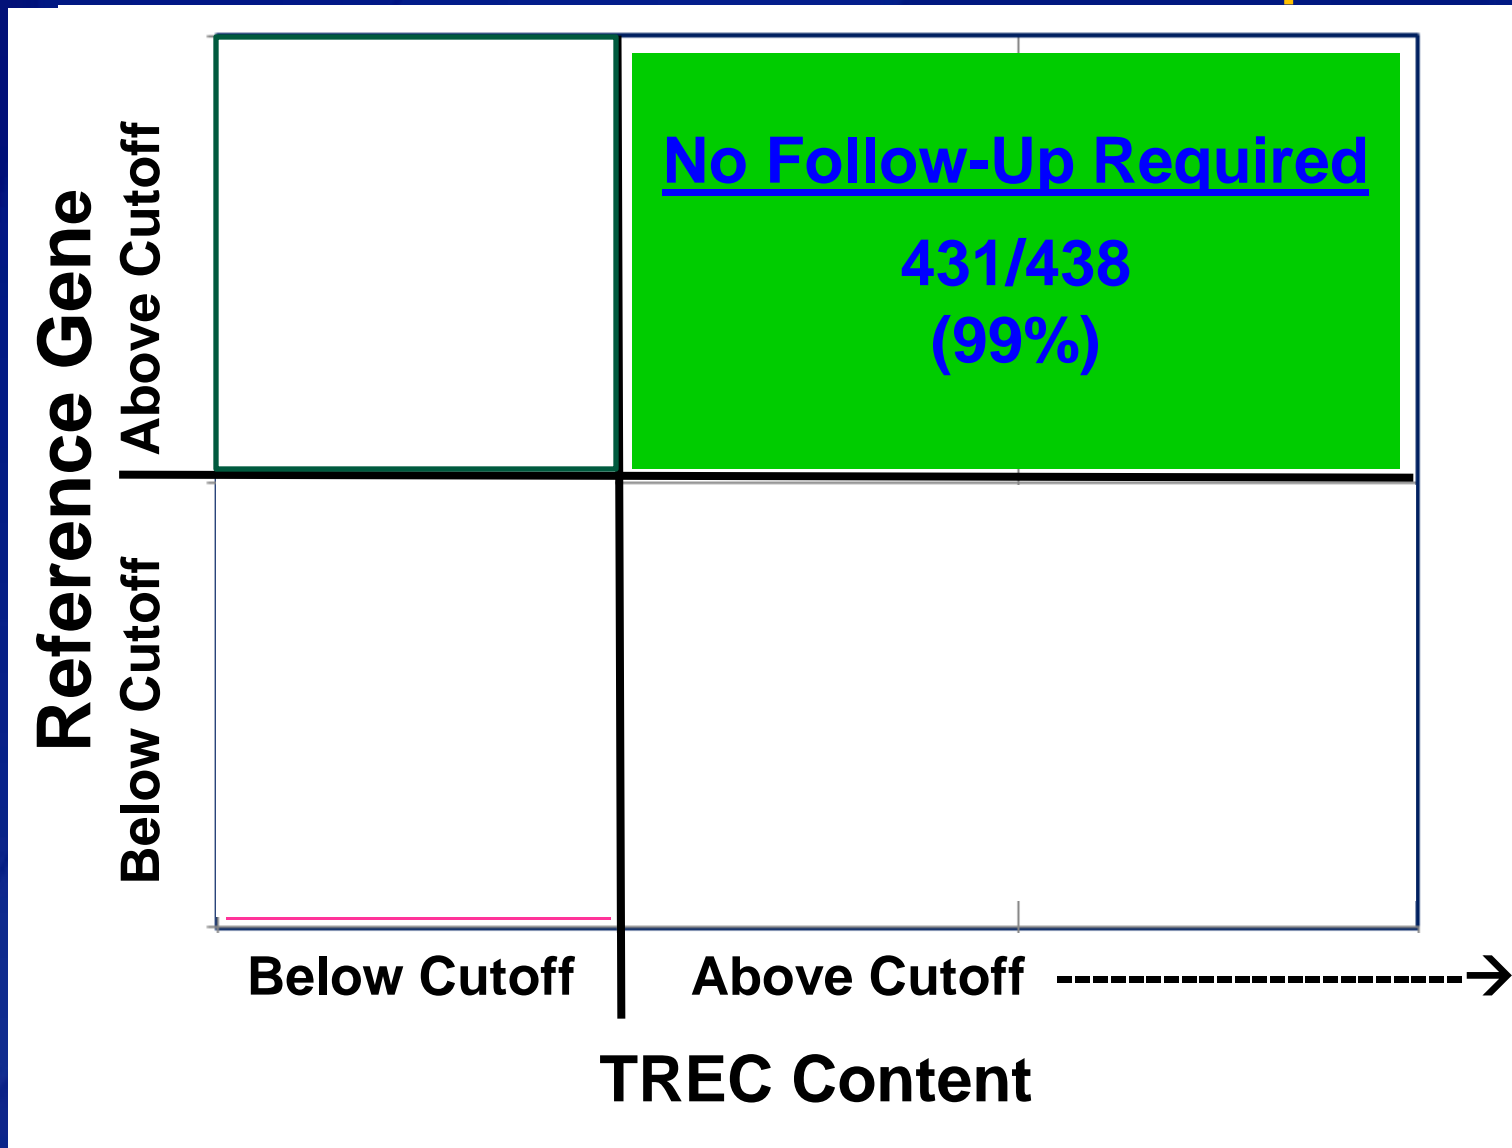 Reference Gene
Above Cutoff
Below Cutoff
No Follow-Up Required
431/438
(99%)
Below Cutoff
Above Cutoff ----------------------->
TREC Content